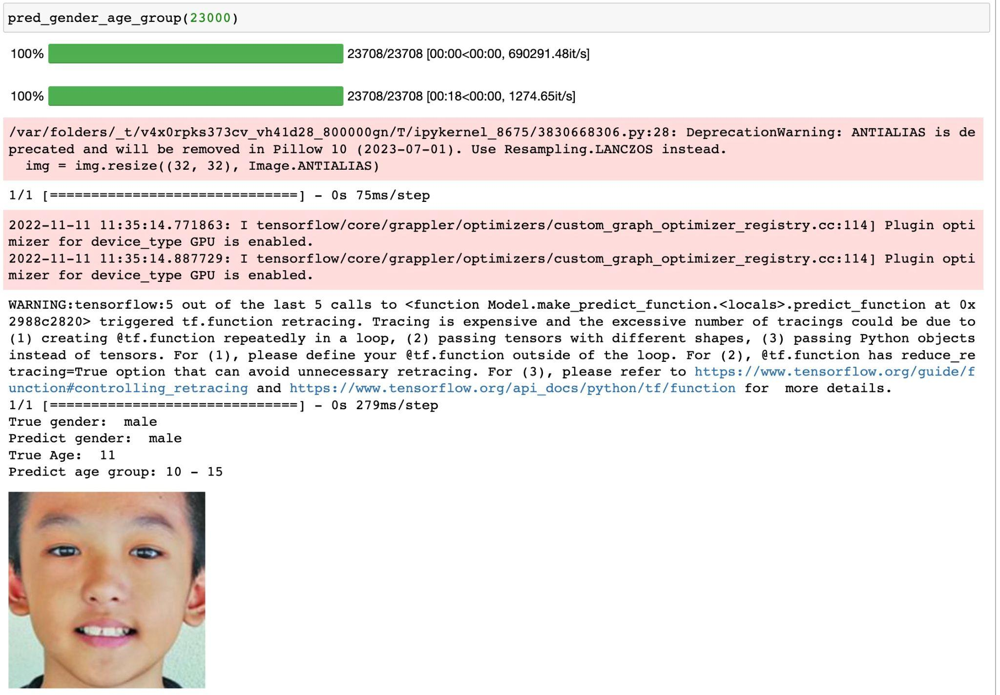 pred_gender_age_group(23000)
100% 23708/23708 [00:00<00:00, 690291.48it/s]
100% 23708/23708 [00:18<00:00, 1274.65it/s]
/var/folders/_t/v4x0rpks373cv_vh41d28_800000gn/T/ipykernel_8675/3830668306.py:28: DeprecationWarning: ANTIALIAS is de
precated and will be removed in Pillow 10 (2023-07-01). Use Resampling.LANCZOS instead.
  img = img.resize((32, 32), Image.ANTIALIAS)
1/1 [==============================] - 0s 75ms/step
2022-11-11 11:35:14.771863: I tensorflow/core/grappler/optimizers/custom_graph_optimizer_registry.cc:114] Plugin opti
mizer for device_type GPU is enabled.
2022-11-11 11:35:14.887729: I tensorflow/core/grappler/optimizers/custom_graph_optimizer_registry.cc:114] Plugin opti
mizer for device_type GPU is enabled.
WARNING:tensorflow:5 out of the last 5 calls to <function Model.make_predict_function.<locals>.predict_function at 0x
2988c2820> triggered tf.function retracing. Tracing is expensive and the excessive number of tracings could be due to
(1) creating @tf.function repeatedly in a loop, (2) passing tensors with different shapes, (3) passing Python objects
instead of tensors. For (1), please define your @tf.function outside of the loop. For (2), @tf.function has reduce_re
tracing=True option that can avoid unnecessary retracing. For (3), please refer to https://www.tensorflow.org/guide/f
unction#controlling_retracing and https://www.tensorflow.org/api_docs/python/tf/function for  more details.
1/1 [==============================] - 0s 279ms/step
True gender:  male
Predict gender:  male
True Age:  11
Predict age group: 10 - 15